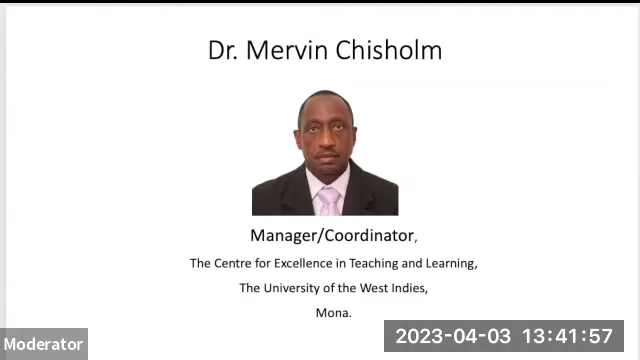 Dr. Mervin Chisholm
Manager/Coordinator,
The Centre for Excellence in Teaching and Learning,
The University of the West Indies,
Mona.
Moderator
2023-04-03 13:41:57